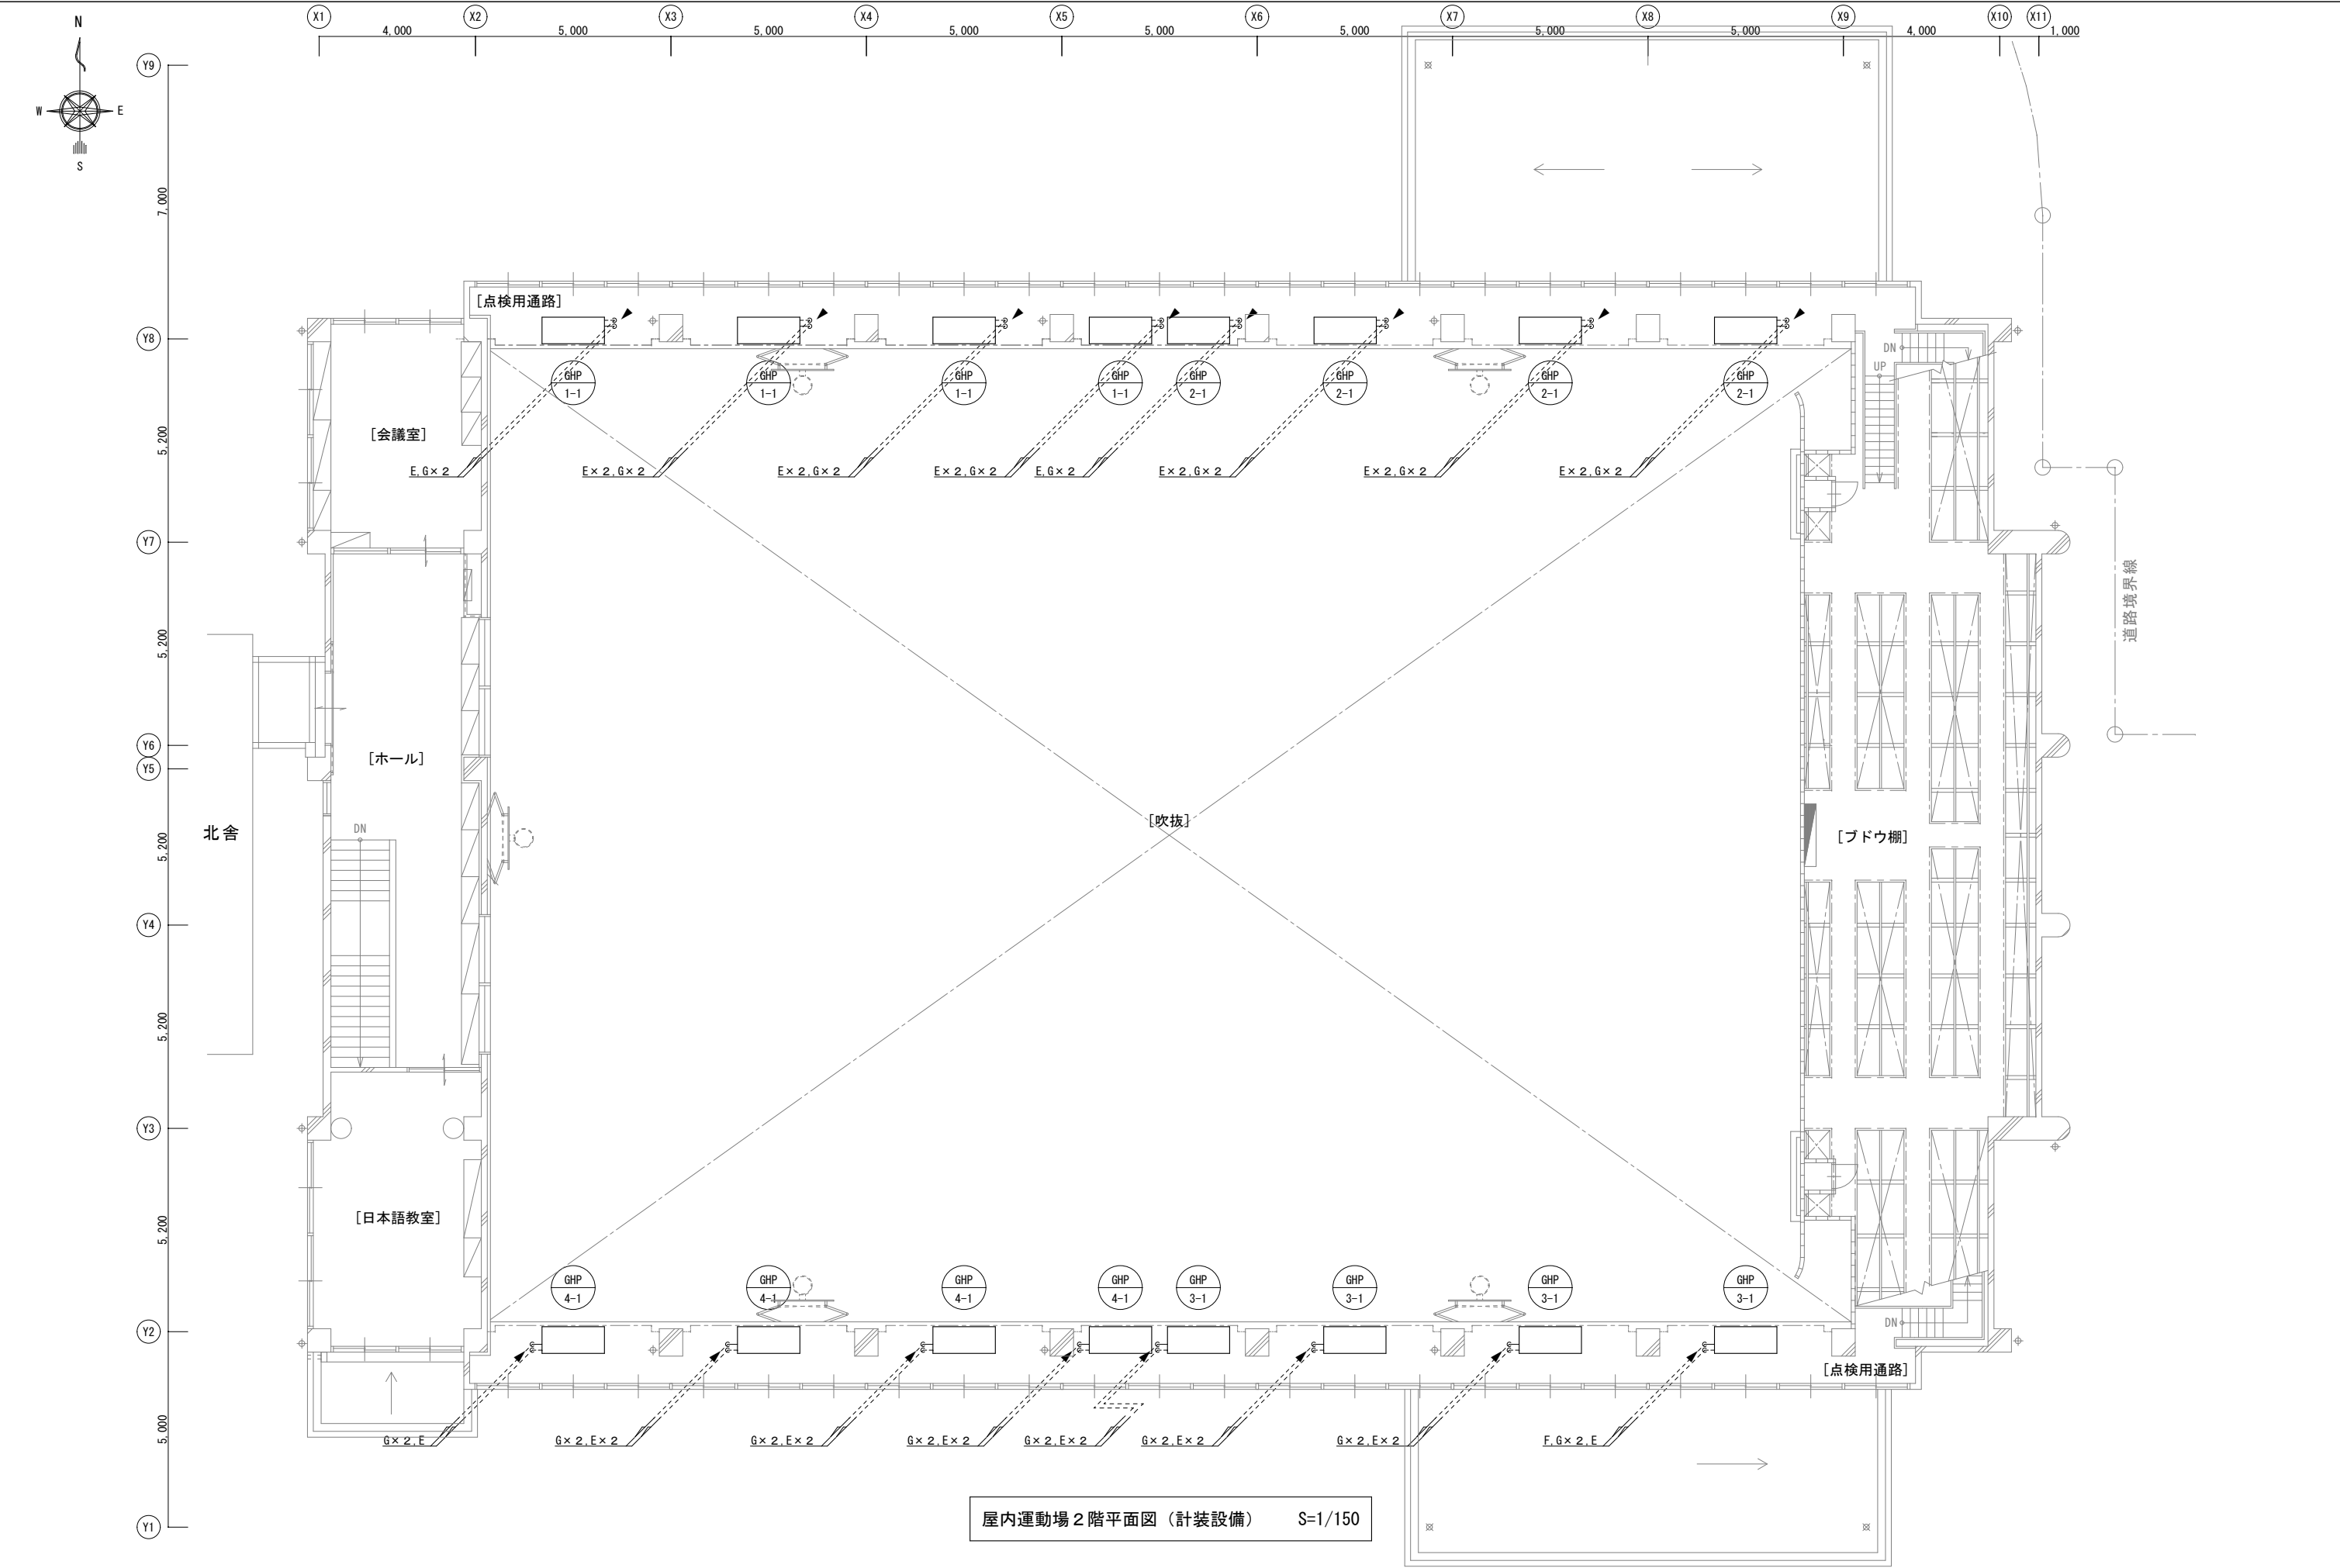 X1 X2 X3 X4 X5 X6 X7 X8 X9 X10 X11
4,000 5,000 5,000 5,000 5,000 5,000 5,000 5,000 4,000 1,000
N
W E
S
Y9
7,000
[点検用通路]
Y8
GHP 1-1
GHP 1-1
GHP 1-1
GHP 1-1
GHP 2-1
GHP 2-1
GHP 2-1
GHP 2-1
DN
UP
5,200
[会議室]
E,G×2
E×2,G×2
E×2,G×2
E×2,G×2
E,G×2
E×2,G×2
E×2,G×2
E×2,G×2
Y7
道路境界線
5,200
Y6
[ホール]
Y5
[吹抜]
DN
北舎
[ブドウ棚]
5,200
Y4
5,200
Y3
[日本語教室]
5,200
GHP 4-1
GHP 4-1
GHP 4-1
GHP 4-1
GHP 3-1
GHP 3-1
GHP 3-1
GHP 3-1
DN
Y2
[点検用通路]
5,000
G×2,E
G×2,E×2
G×2,E×2
G×2,E×2
G×2,E×2
G×2,E×2
G×2,E×2
F,G×2,E
屋内運動場2階平面図（計装設備） S=1/150
Y1